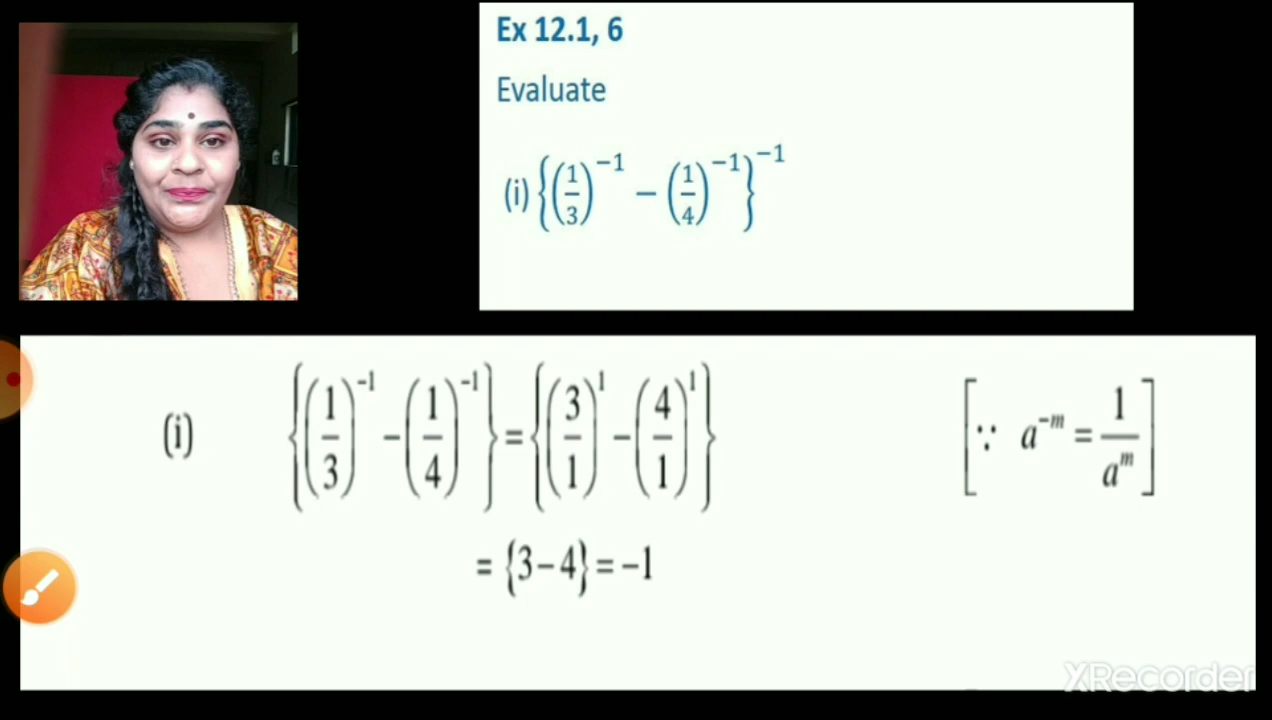 Ex 12.1, 6
Evaluate
(i) {(1/3)⁻¹ − (1/4)⁻¹}⁻¹
(i) {(1/3)⁻¹ − (1/4)⁻¹} = {(3/1)¹ − (4/1)¹} [∵ a⁻ᵐ = 1/aᵐ]
= {3−4} = −1
XRecorder